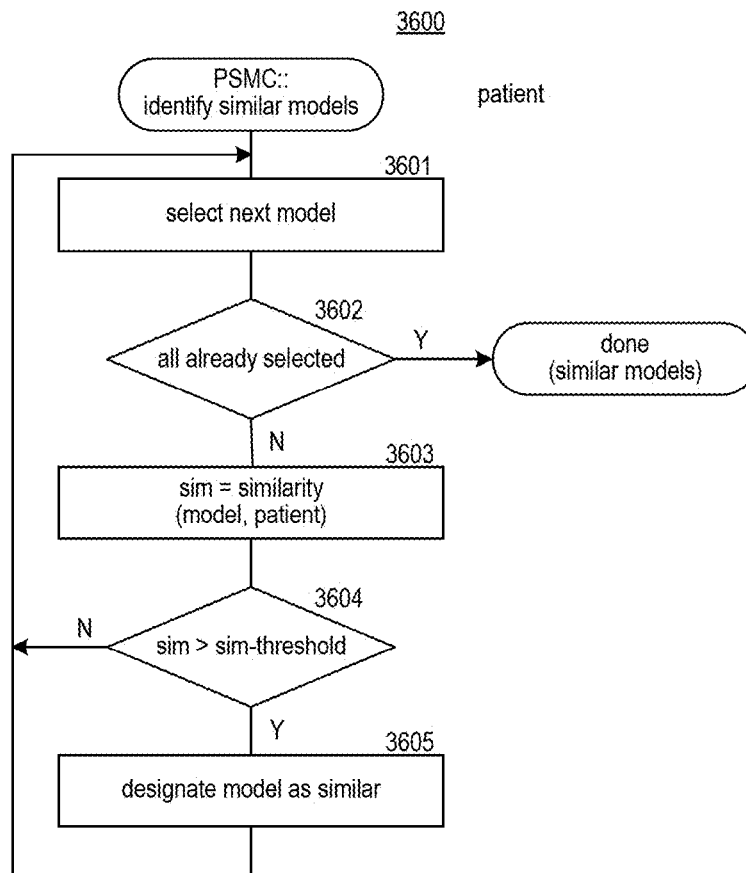 3600
PSMC::
identify similar models
patient
3601
select next model
3602
all already selected
Y
done
(similar models)
N
3603
sim = similarity
(model, patient)
3604
N
sim > sim-threshold
Y
3605
designate model as similar